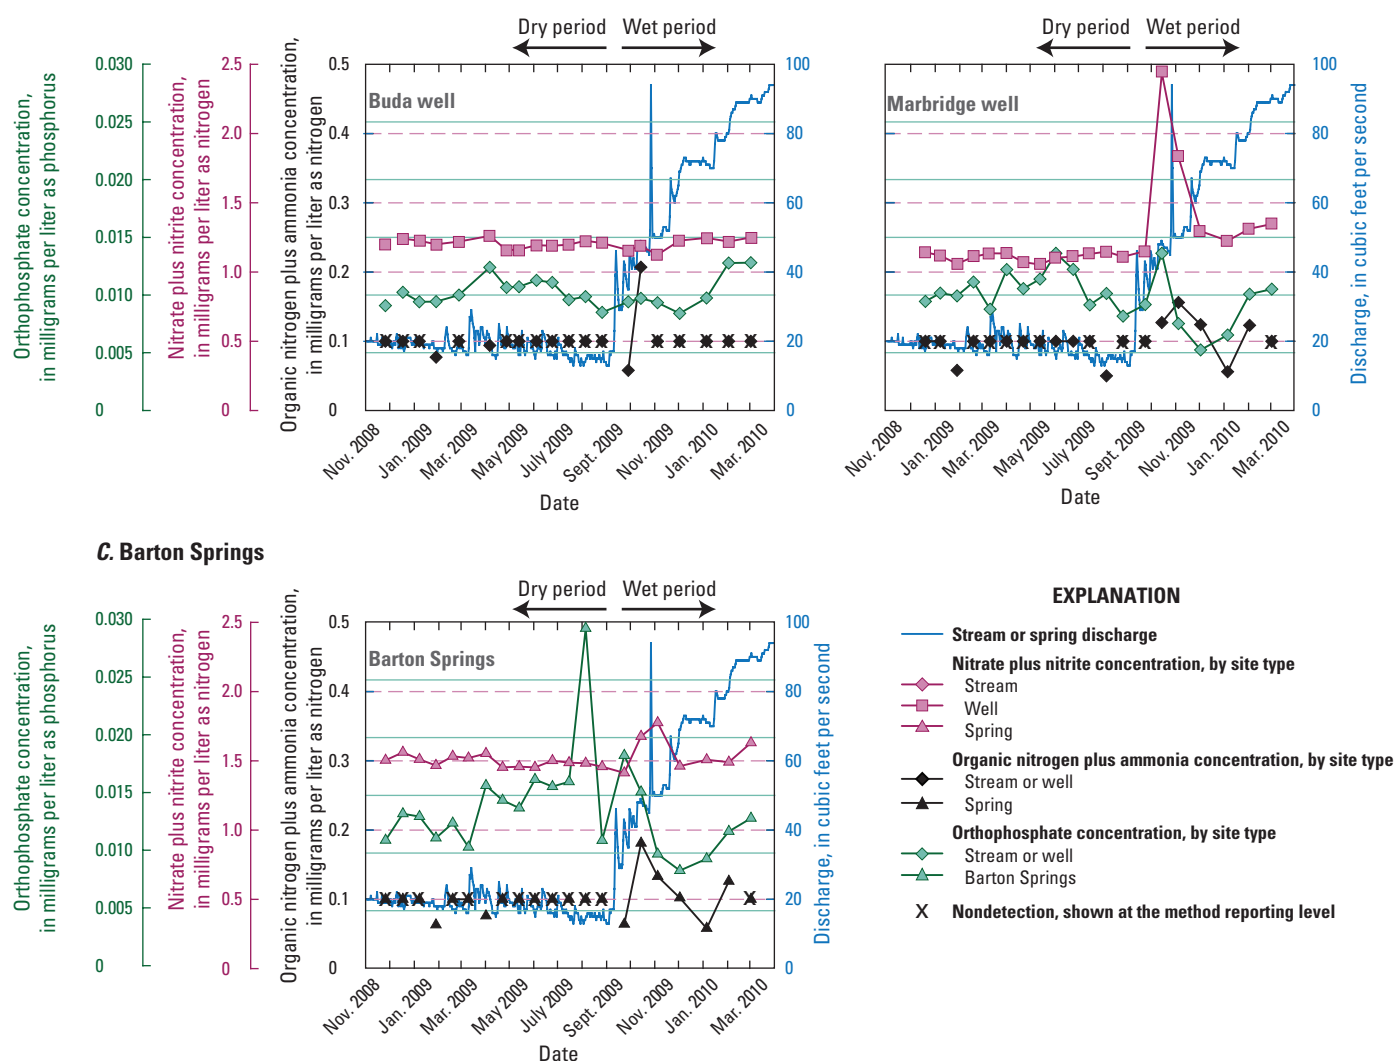 Dry period
Wet period
Orthophosphate concentration,
in milligrams per liter as phosphorus
0.030
0.025
0.020
0.015
0.010
0.005
0
Nitrate plus nitrite concentration,
in milligrams per liter as nitrogen
2.5
2.0
1.5
1.0
0.5
0
Organic nitrogen plus ammonia concentration,
in milligrams per liter as nitrogen
0.5
0.4
0.3
0.2
0.1
0
Buda well
100
80
60
40
20
0
Discharge, in cubic feet per second
Nov. 2008
Jan. 2009
Mar. 2009
May 2009
July 2009
Sept. 2009
Nov. 2009
Jan. 2010
Mar. 2010
Date
Dry period
Wet period
Marbridge well
100
80
60
40
20
0
Discharge, in cubic feet per second
Nov. 2008
Jan. 2009
Mar. 2009
May 2009
July 2009
Sept. 2009
Nov. 2009
Jan. 2010
Mar. 2010
Date
C. Barton Springs
Dry period
Wet period
Orthophosphate concentration,
in milligrams per liter as phosphorus
0.030
0.025
0.020
0.015
0.010
0.005
0
Nitrate plus nitrite concentration,
in milligrams per liter as nitrogen
2.5
2.0
1.5
1.0
0.5
0
Organic nitrogen plus ammonia concentration,
in milligrams per liter as nitrogen
0.5
0.4
0.3
0.2
0.1
0
Barton Springs
100
80
60
40
20
0
Discharge, in cubic feet per second
Nov. 2008
Jan. 2009
Mar. 2009
May 2009
July 2009
Sept. 2009
Nov. 2009
Jan. 2010
Mar. 2010
Date
EXPLANATION
Stream or spring discharge
Nitrate plus nitrite concentration, by site type
Stream
Well
Spring
Organic nitrogen plus ammonia concentration, by site type
Stream or well
Spring
Orthophosphate concentration, by site type
Stream or well
Barton Springs
X Nondetection, shown at the method reporting level